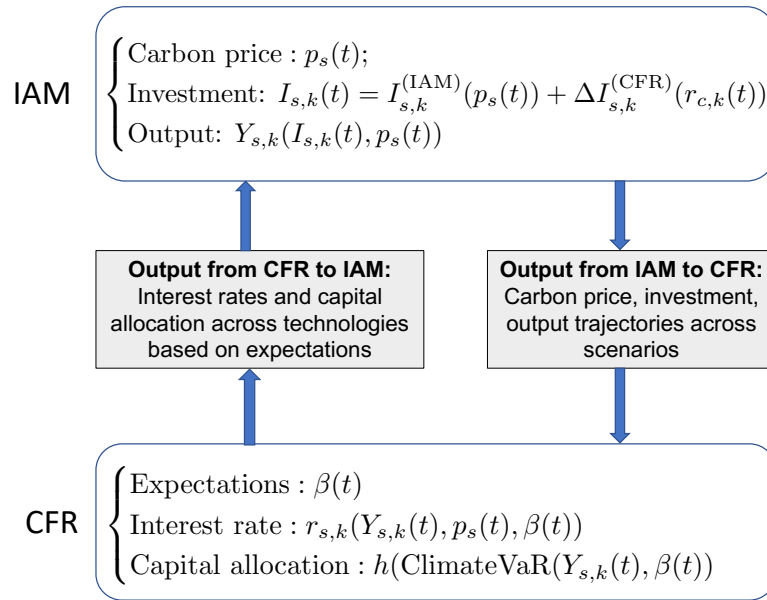 IAM
Carbon price : p_s(t);
Investment: I_{s,k}(t) = I_{s,k}^{(IAM)}(p_s(t)) + ΔI_{s,k}^{(CFR)}(r_{c,k}(t))
Output: Y_{s,k}(I_{s,k}(t), p_s(t))
Output from CFR to IAM:
Interest rates and capital
allocation across technologies
based on expectations
Output from IAM to CFR:
Carbon price, investment,
output trajectories across
scenarios
CFR
Expectations : β(t)
Interest rate : r_{s,k}(Y_{s,k}(t), p_s(t), β(t))
Capital allocation : h(ClimateVaR(Y_{s,k}(t), β(t))